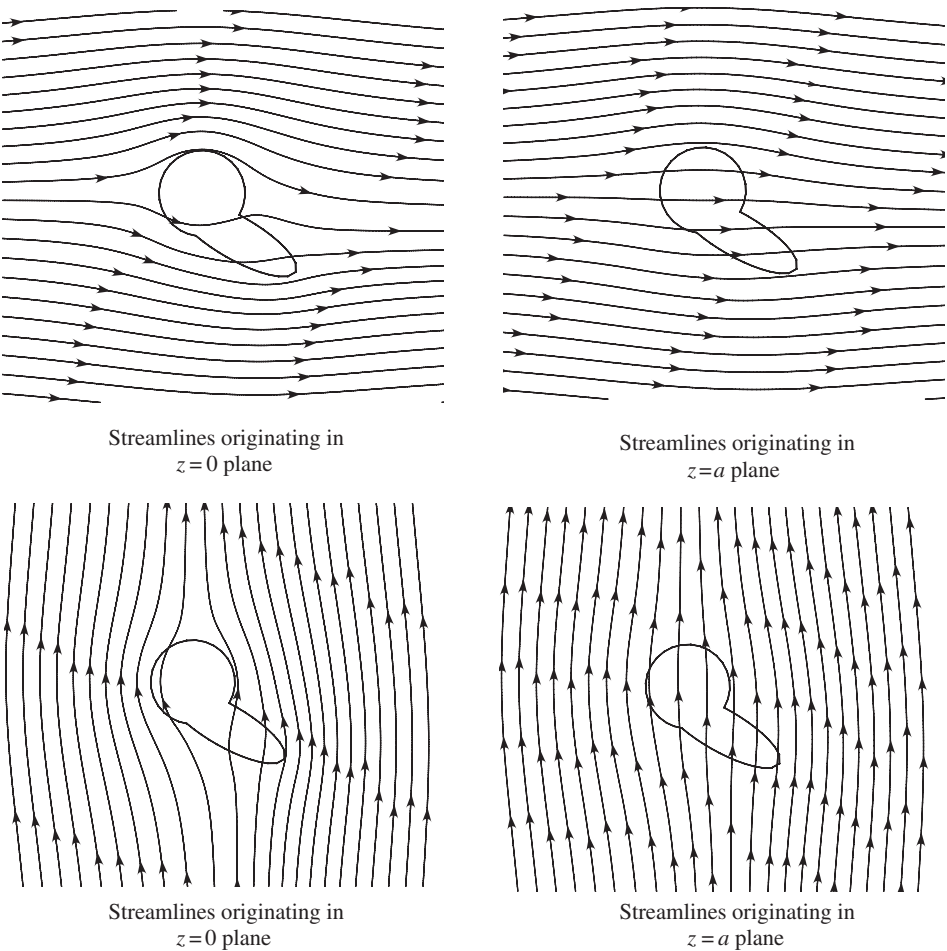 Streamlines originating in
z = 0 plane
Streamlines originating in
z = a plane
Streamlines originating in
z = 0 plane
Streamlines originating in
z = a plane